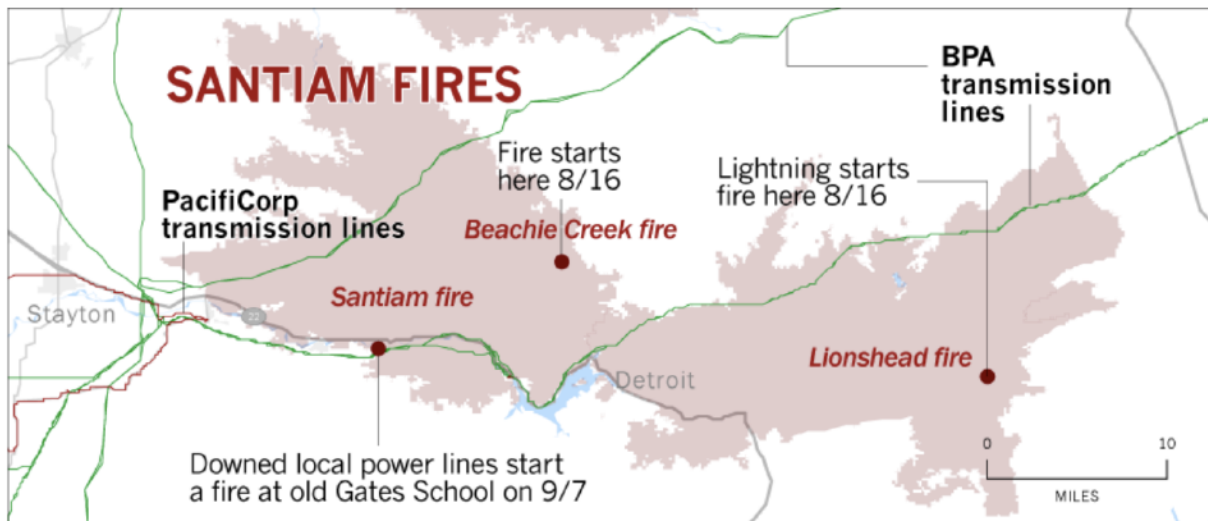 SANTIAM FIRES
BPA
transmission
lines
Fire starts
here 8/16
Lightning starts
fire here 8/16
PacifiCorp
transmission lines
Beachie Creek fire
Santiam fire
Stayton
22
Lionshead fire
Detroit
Downed local power lines start
a fire at old Gates School on 9/7
0 10
MILES